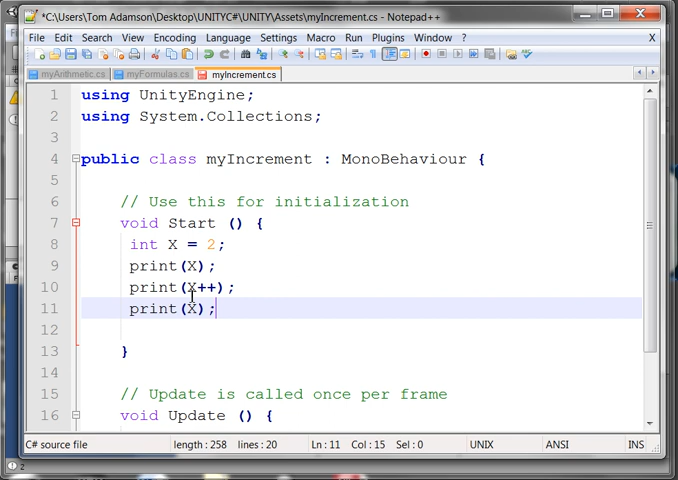 *C:\Users\Tom Adamson\Desktop\UNITYC#\UNITY\Assets\myIncrement.cs - Notepad++
File Edit Search View Encoding Language Settings Macro Run Plugins Window ? X
myArithmetic.cs myFormulas.cs myIncrement.cs
1 using UnityEngine;
2 using System.Collections;
3
4 public class myIncrement : MonoBehaviour {
5
6 // Use this for initialization
7 void Start () {
8 int X = 2;
9 print(X);
10 print(X++);
11 print(X);
12
13 }
14
15 // Update is called once per frame
16 void Update () {
C# source file length : 258 lines : 20 Ln : 11 Col : 15 Sel : 0 UNIX ANSI INS
2